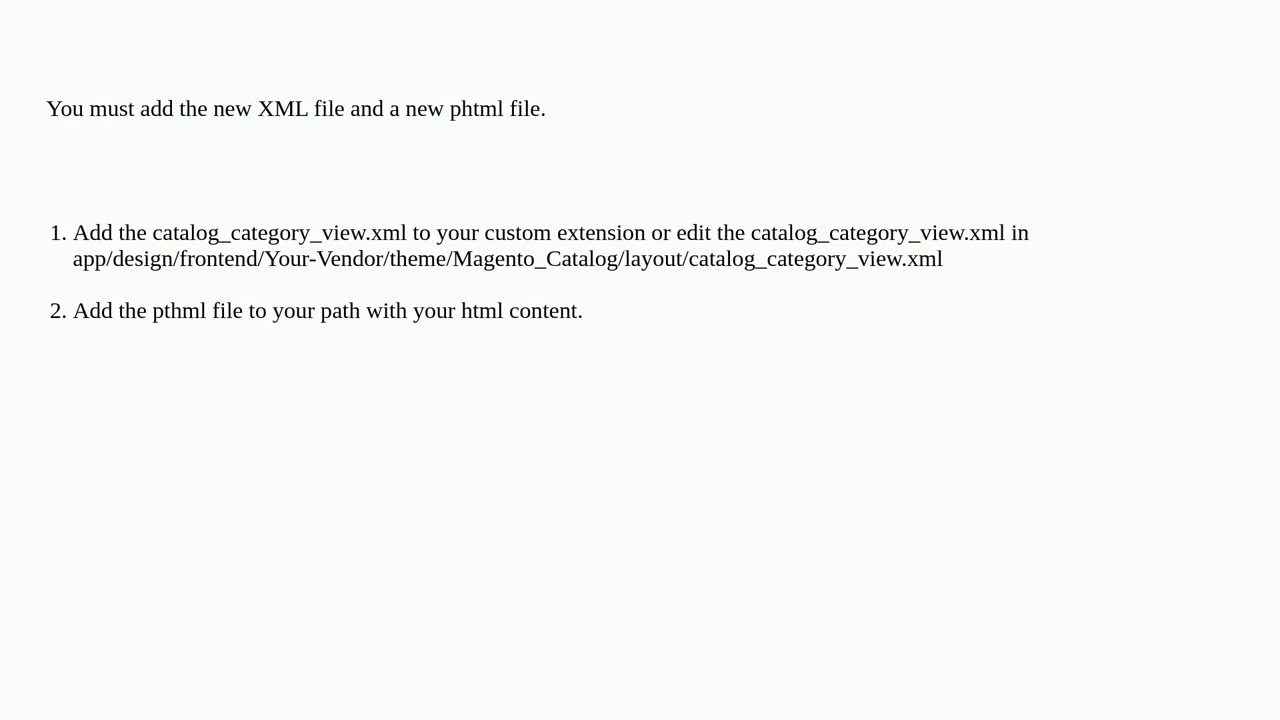 You must add the new XML file and a new phtml file.
1. Add the catalog_category_view.xml to your custom extension or edit the catalog_category_view.xml in
app/design/frontend/Your-Vendor/theme/Magento_Catalog/layout/catalog_category_view.xml
2. Add the pthml file to your path with your html content.